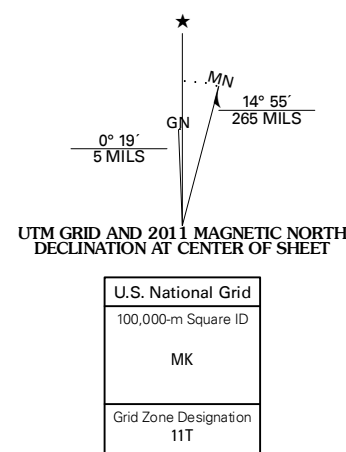 ★
MN
GN
14° 55´
265 MILS
0° 19´
5 MILS
UTM GRID AND 2011 MAGNETIC NORTH
DECLINATION AT CENTER OF SHEET
U.S. National Grid
100,000-m Square ID
MK
Grid Zone Designation
11T